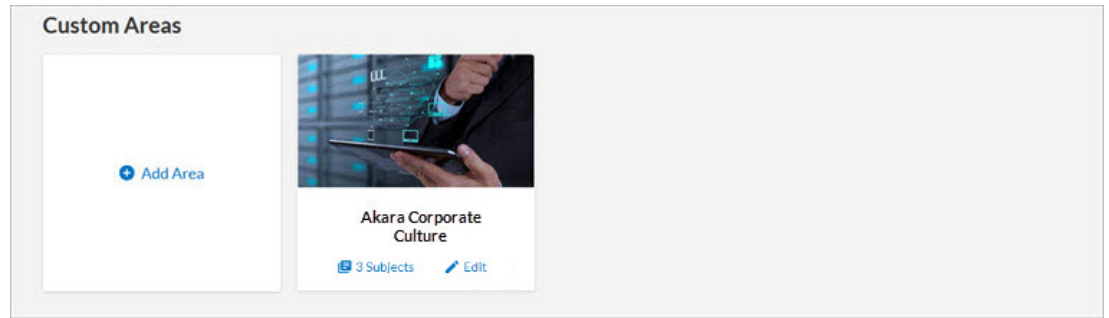 Custom Areas
Add Area
Akara Corporate
Culture
3 Subjects Edit